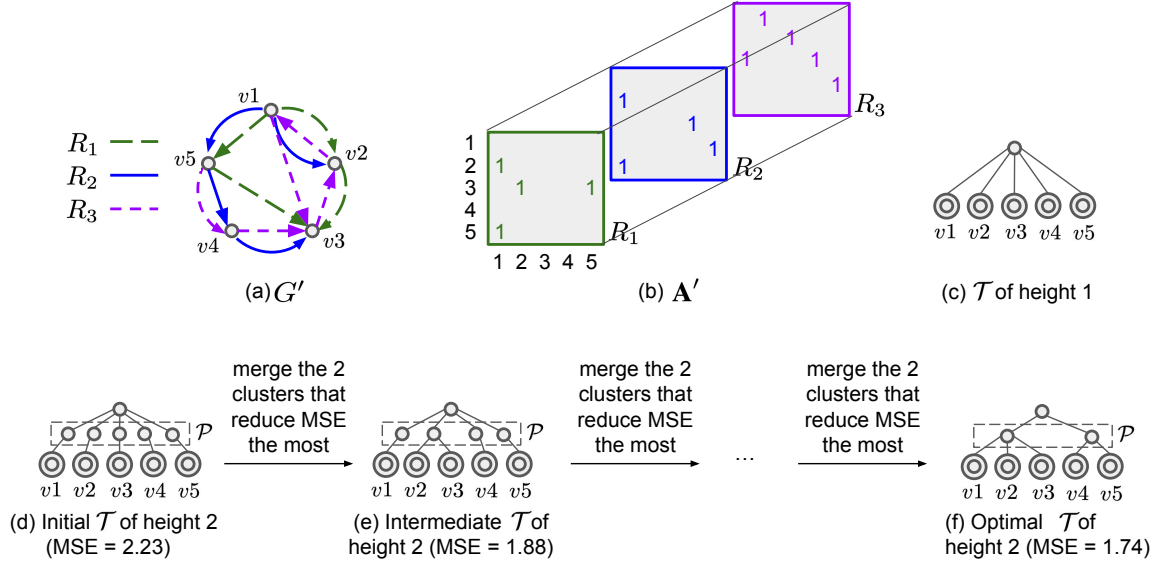 v1
R1
R2
R3
v5
v2
v4
v3
(a) G′
1
2
3
4
5
1
1
1
1
R1
1
1
1
1
R2
1
1
1
1
1
R3
1 2 3 4 5
(b) A′
v1 v2 v3 v4 v5
(c) 𝒯 of height 1
𝒫
v1 v2 v3 v4 v5
(d) Initial 𝒯 of height 2
(MSE = 2.23)
merge the 2
clusters that
reduce MSE
the most
𝒫
v1 v2 v3 v4 v5
(e) Intermediate 𝒯 of
height 2 (MSE = 1.88)
merge the 2
clusters that
reduce MSE
the most
...
merge the 2
clusters that
reduce MSE
the most
𝒫
v1 v2 v3 v4 v5
(f) Optimal 𝒯 of
height 2 (MSE = 1.74)